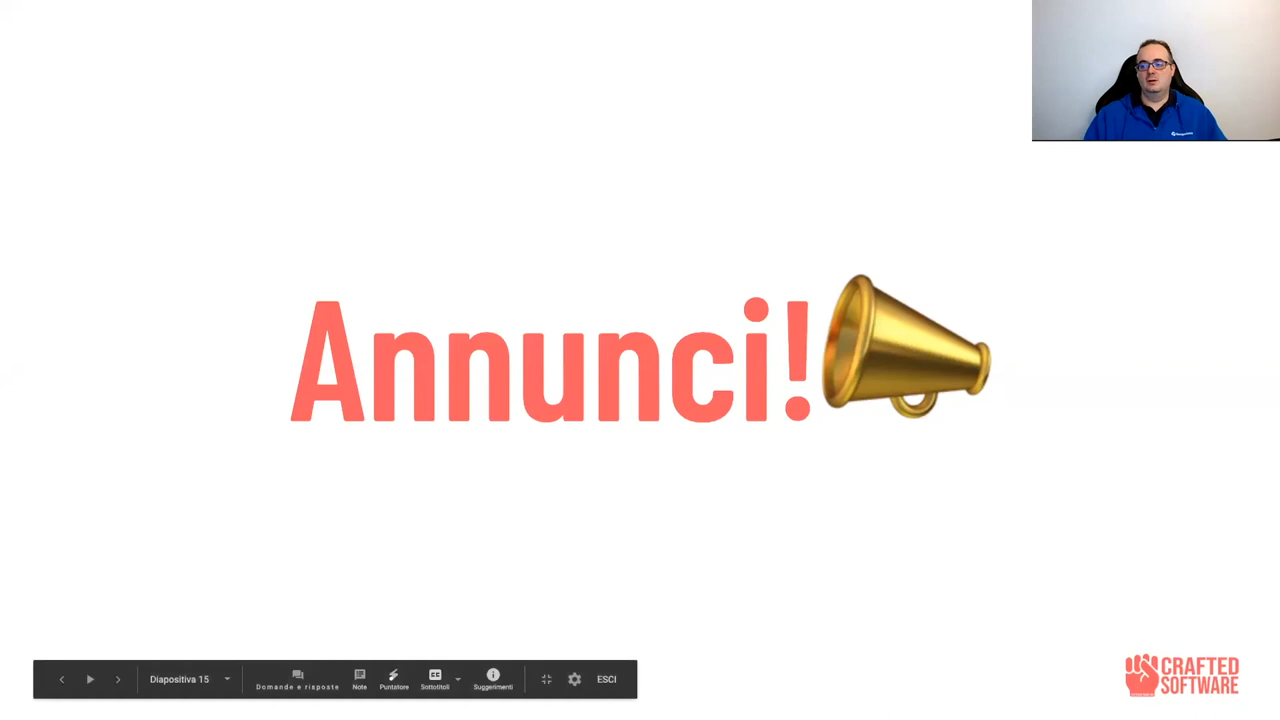 Annunci!
Diapositiva 15
Domande e risposte
Note
Puntatore
Sottotitoli
Suggerimenti
ESCI
CRAFTED
SOFTWARE